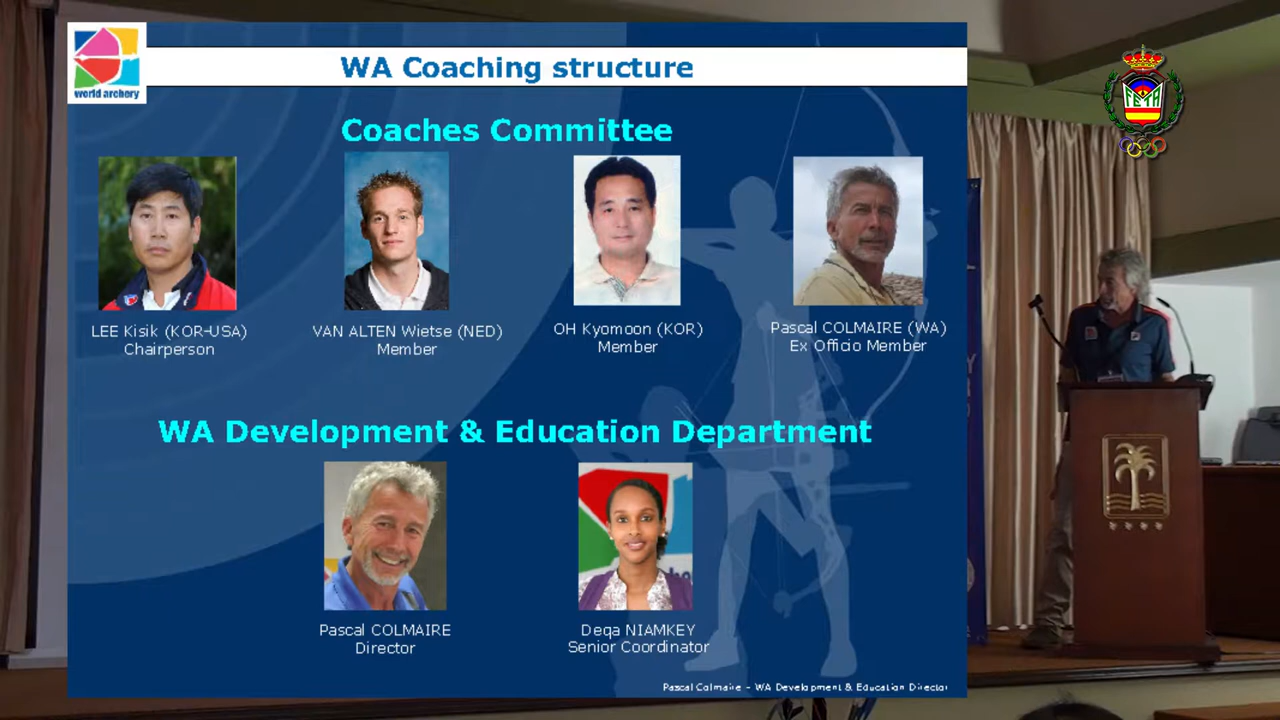 world archery
WA Coaching structure
Coaches Committee
LEE Kisik (KOR-USA)
Chairperson
VAN ALTEN Wietse (NED)
Member
OH Kyomoon (KOR)
Member
Pascal COLMAIRE (WA)
Ex Officio Member
WA Development & Education Department
Pascal COLMAIRE
Director
Deqa NIAMKEY
Senior Coordinator
Pascal Colmaire - WA Development & Education Director